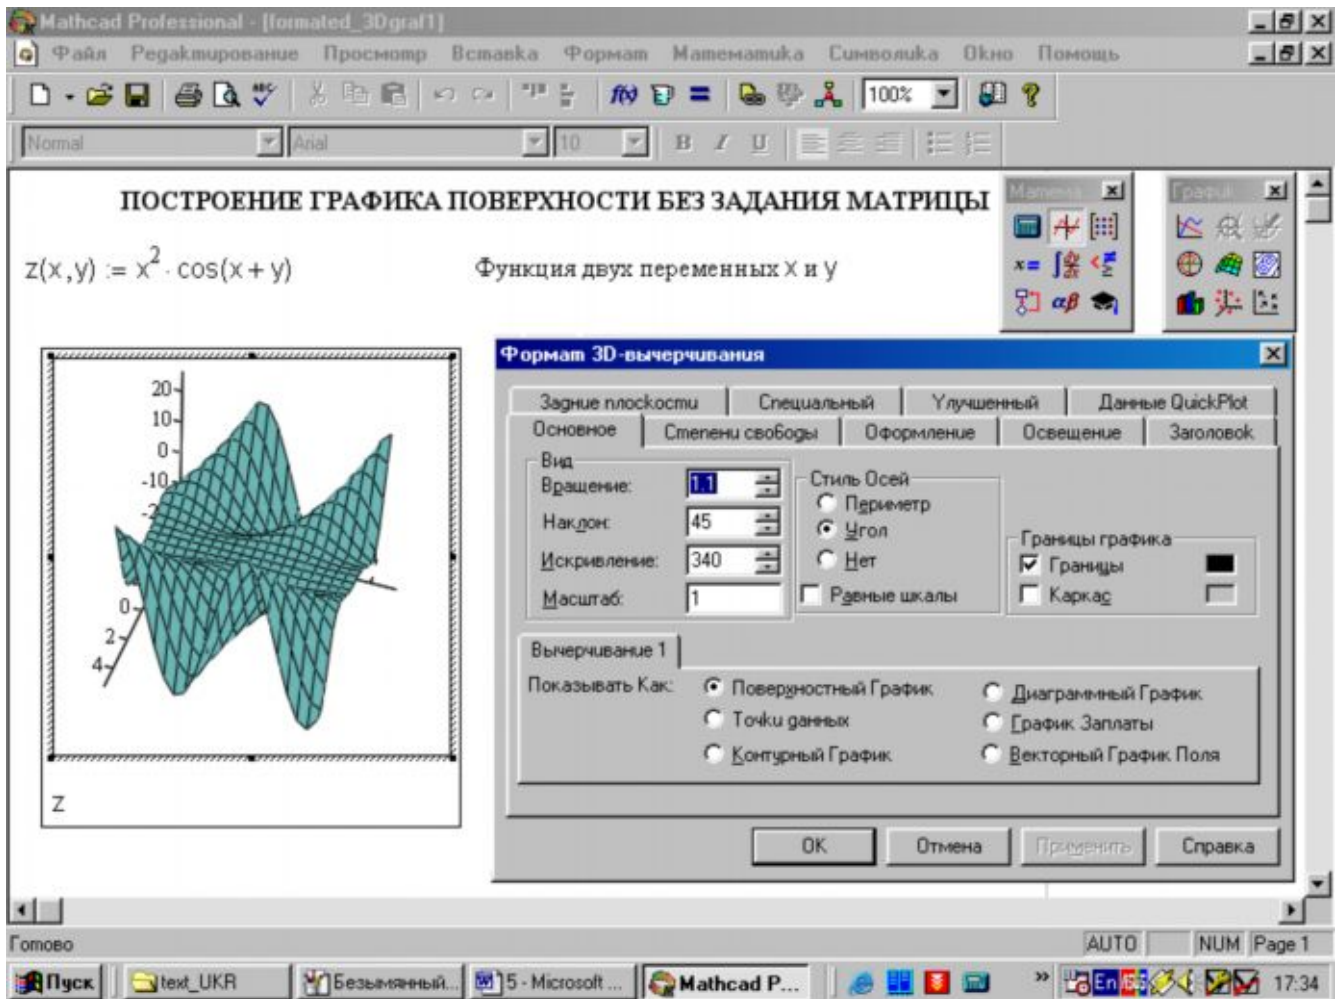 Mathcad Professional - [formated_3Dgraf1]
Файл Редактирование Просмотр Вставка Формат Математика Символика Окно Помощь
100%
Normal Arial 10 B I U
ПОСТРОЕНИЕ ГРАФИКА ПОВЕРХНОСТИ БЕЗ ЗАДАНИЯ МАТРИЦЫ
z(x,y) := x² · cos(x + y) Функция двух переменных x и y
График
Формат 3D-вычерчивания
Задние плоскости Специальный Улучшенный Данные QuickPlot
Основное Степени свободы Оформление Освещение Заголовок
Вид
Вращение: 1.1
Наклон: 45
Искривление: 340
Масштаб: 1
Стиль Осей
Периметр
Угол
Нет
Равные шкалы
Границы графика
Границы
Каркас
Вычерчивание 1
Показывать Как: Поверхностный График Диаграммный График
Точки данных График Заплаты
Контурный График Векторный График Поля
OK Отмена Применить Справка
20
10
0
-10
0
2
4
z
Готово AUTO NUM Page 1
Пуск text_UKR Безымянный... 5 - Microsoft ... Mathcad P... » En 17:34